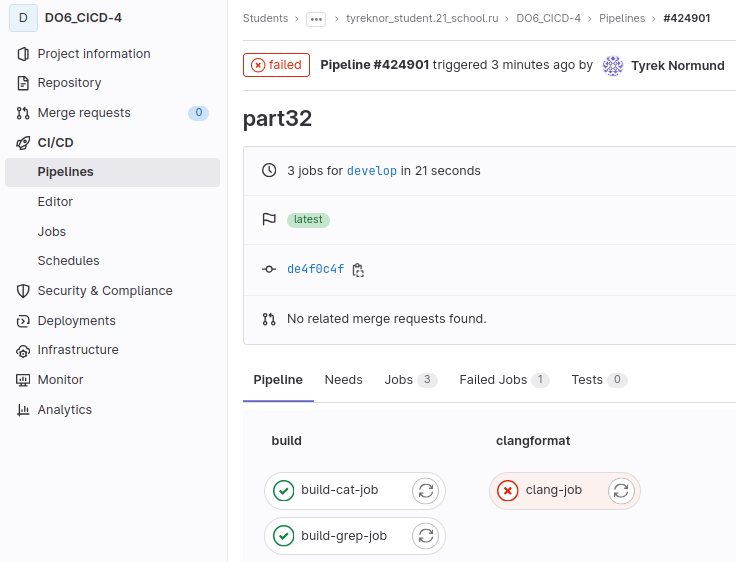 D
DO6_CICD-4
Project information
Repository
Merge requests 0
CI/CD
Pipelines
Editor
Jobs
Schedules
Security & Compliance
Deployments
Infrastructure
Monitor
Analytics
Students > ... > tyreknor_student.21_school.ru > DO6_CICD-4 > Pipelines > #424901
failed Pipeline #424901 triggered 3 minutes ago by Tyrek Normund
part32
3 jobs for develop in 21 seconds
latest
de4f0c4f
No related merge requests found.
Pipeline Needs Jobs 3 Failed Jobs 1 Tests 0
build clangformat
build-cat-job clang-job
build-grep-job